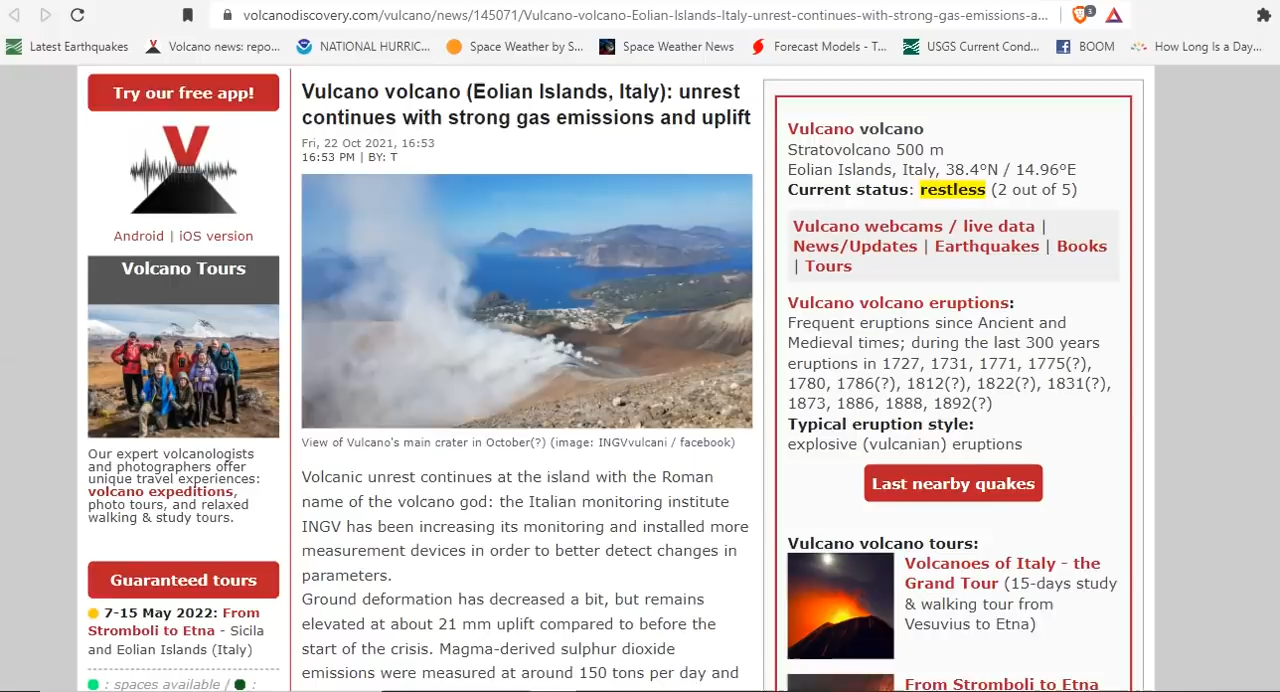 volcanodiscovery.com/vulcano/news/145071/Vulcano-volcano-Eolian-Islands-Italy-unrest-continues-with-strong-gas-emissions-a...
3
Latest Earthquakes
Volcano news: repo...
NATIONAL HURRIC...
Space Weather by S...
Space Weather News
Forecast Models - T...
USGS Current Cond...
BOOM
How Long Is a Day...
Try our free app!
Android | iOS version
Volcano Tours
Our expert volcanologists
and photographers offer
unique travel experiences:
volcano expeditions,
photo tours, and relaxed
walking & study tours.
Guaranteed tours
7-15 May 2022: From
Stromboli to Etna - Sicila
and Eolian Islands (Italy)
: spaces available / :
Vulcano volcano (Eolian Islands, Italy): unrest
continues with strong gas emissions and uplift
Fri, 22 Oct 2021, 16:53
16:53 PM | BY: T
View of Vulcano's main crater in October(?) (image: INGVvulcani / facebook)
Volcanic unrest continues at the island with the Roman
name of the volcano god: the Italian monitoring institute
INGV has been increasing its monitoring and installed more
measurement devices in order to better detect changes in
parameters.
Ground deformation has decreased a bit, but remains
elevated at about 21 mm uplift compared to before the
start of the crisis. Magma-derived sulphur dioxide
emissions were measured at around 150 tons per day and
Vulcano volcano
Stratovolcano 500 m
Eolian Islands, Italy, 38.4°N / 14.96°E
Current status: restless (2 out of 5)
Vulcano webcams / live data |
News/Updates | Earthquakes | Books
| Tours
Vulcano volcano eruptions:
Frequent eruptions since Ancient and
Medieval times; during the last 300 years
eruptions in 1727, 1731, 1771, 1775(?),
1780, 1786(?), 1812(?), 1822(?), 1831(?),
1873, 1886, 1888, 1892(?)
Typical eruption style:
explosive (vulcanian) eruptions
Last nearby quakes
Vulcano volcano tours:
Volcanoes of Italy - the
Grand Tour (15-days study
& walking tour from
Vesuvius to Etna)
From Stromboli to Etna